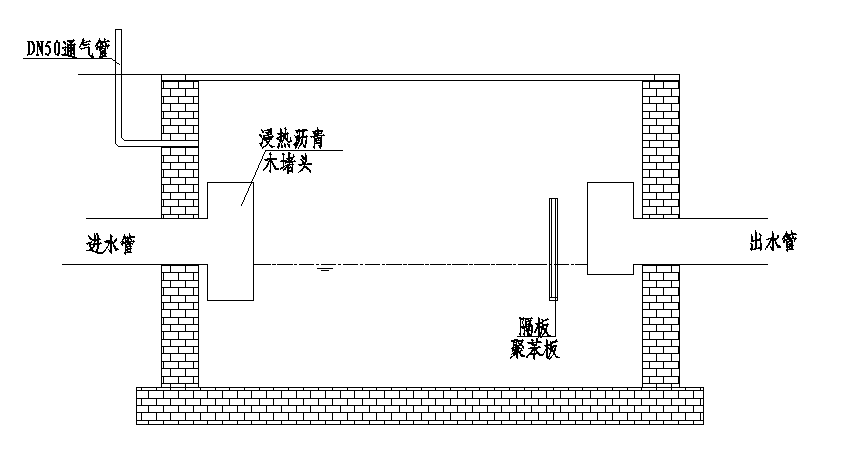 DN50通气管
浸热沥青
木堵头
进水管
出水管
隔板
聚苯板